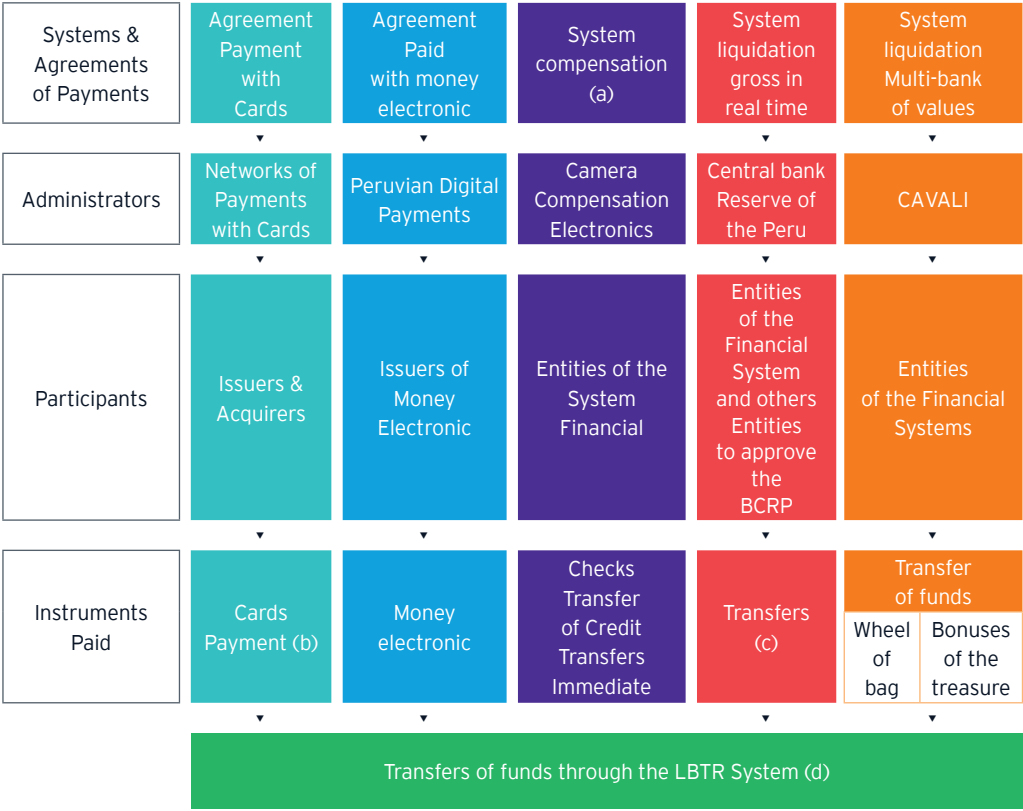 Systems &
Agreements
of Payments
Agreement
Payment
with
Cards
Agreement
Paid
with money
electronic
System
compensation
(a)
System
liquidation
gross in
real time
System
liquidation
Multi-bank
of values
Administrators
Networks of
Payments
with Cards
Peruvian Digital
Payments
Camera
Compensation
Electronics
Central bank
Reserve of
the Peru
CAVALI
Participants
Issuers &
Acquirers
Issuers of
Money
Electronic
Entities of the
System
Financial
Entities
of the
Financial
System
and others
Entities
to approve
the
BCRP
Entities
of the Financial
Systems
Instruments
Paid
Cards
Payment (b)
Money
electronic
Checks
Transfer
of Credit
Transfers
Immediate
Transfers
(c)
Transfer
of funds
Wheel
of
bag
Bonuses
of the
treasure
Transfers of funds through the LBTR System (d)